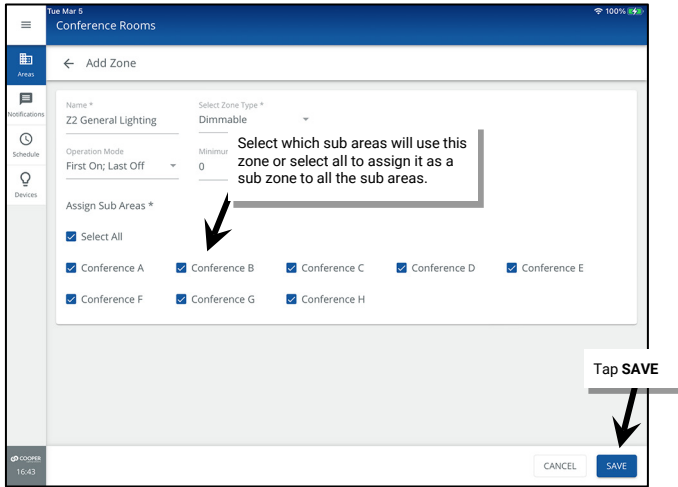 Tue Mar 5
100%
Conference Rooms
Areas
Add Zone
Notifications
Name *
Select Zone Type *
Z2 General Lighting
Dimmable
Schedule
Operation Mode
First On; Last Off
0
Select which sub areas will use this
zone or select all to assign it as a
sub zone to all the sub areas.
Devices
Assign Sub Areas *
Select All
Conference A
Conference B
Conference C
Conference D
Conference E
Conference F
Conference G
Conference H
Tap SAVE
COOPER
16:43
CANCEL
SAVE